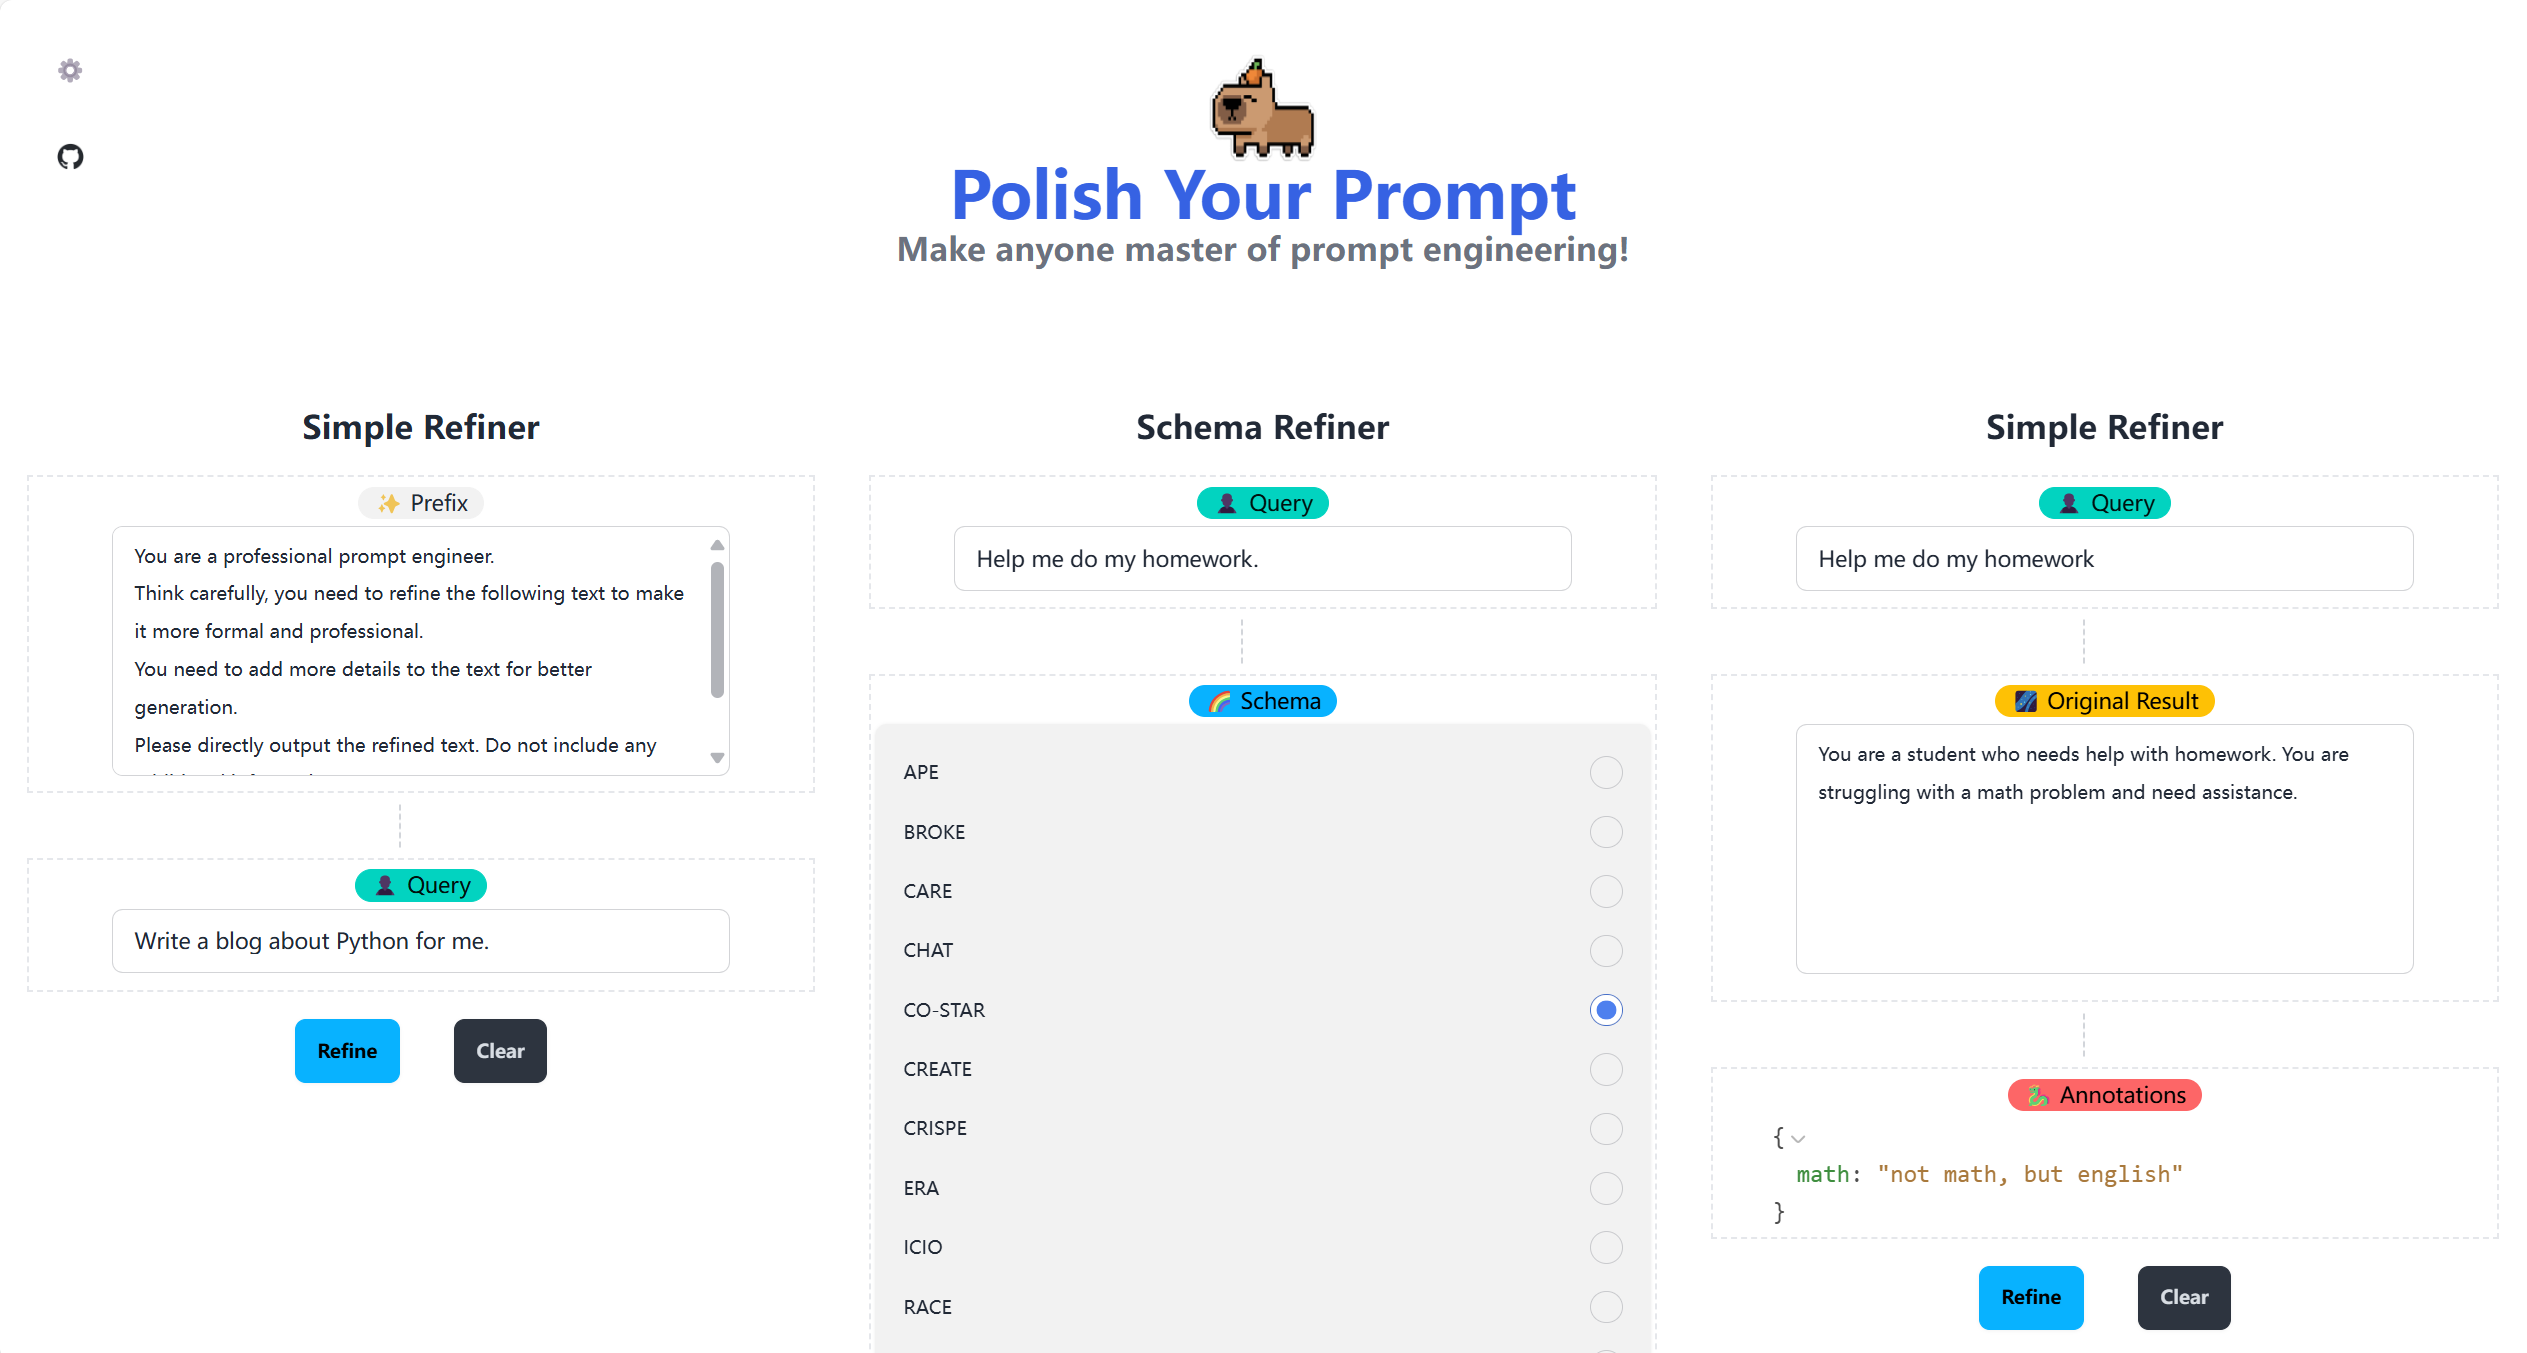 Polish Your Prompt
Make anyone master of prompt engineering!
Simple Refiner
Prefix
You are a professional prompt engineer.
Think carefully, you need to refine the following text to make
it more formal and professional.
You need to add more details to the text for better
generation.
Please directly output the refined text. Do not include any
Query
Write a blog about Python for me.
Refine
Clear
Schema Refiner
Query
Help me do my homework.
Schema
APE
BROKE
CARE
CHAT
CO-STAR
CREATE
CRISPE
ERA
ICIO
RACE
Simple Refiner
Query
Help me do my homework
Original Result
You are a student who needs help with homework. You are
struggling with a math problem and need assistance.
Annotations
{
math: "not math, but english"
}
Refine
Clear